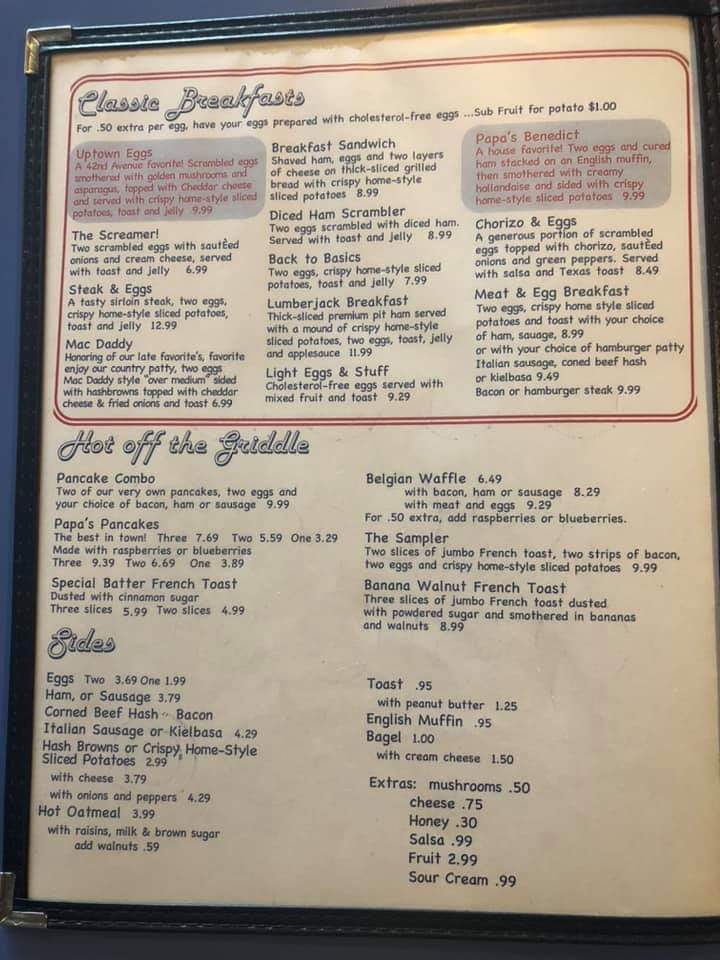 Classic Breakfasts
For .50 extra per egg, have your eggs prepared with cholesterol-free eggs ...Sub Fruit for potato $1.00
Uptown Eggs
A 42nd Avenue favorite! Scrambled eggs
smothered with golden mushrooms and
asparagus, topped with Cheddar cheese
and served with crispy home-style sliced
potatoes, toast and jelly 9.99
The Screamer!
Two scrambled eggs with sautÈed
onions and cream cheese, served
with toast and jelly 6.99
Steak & Eggs
A tasty sirloin steak, two eggs,
crispy home-style sliced potatoes,
toast and jelly 12.99
Mac Daddy
Honoring of our late favorite's, favorite
enjoy our country patty, two eggs
Mac Daddy style "over medium" sided
with hashbrowns topped with cheddar
cheese & fried onions and toast 6.99
Breakfast Sandwich
Shaved ham, eggs and two layers
of cheese on thick-sliced grilled
bread with crispy home-style
sliced potatoes 8.99
Diced Ham Scrambler
Two eggs scrambled with diced ham.
Served with toast and jelly 8.99
Back to Basics
Two eggs, crispy home-style sliced
potatoes, toast and jelly 7.99
Lumberjack Breakfast
Thick-sliced premium pit ham served
with a mound of crispy home-style
sliced potatoes, two eggs, toast, jelly
and applesauce 11.99
Light Eggs & Stuff
Cholesterol-free eggs served with
mixed fruit and toast 9.29
Papa's Benedict
A house favorite! Two eggs and cured
ham stacked on an English muffin,
then smothered with creamy
hollandaise and sided with crispy
home-style sliced potatoes 9.99
Chorizo & Eggs
A generous portion of scrambled
eggs topped with chorizo, sautÈed
onions and green peppers. Served
with salsa and Texas toast 8.49
Meat & Egg Breakfast
Two eggs, crispy home style sliced
potatoes and toast with your choice
of ham, sauage, 8.99
or with your choice of hamburger patty
Italian sausage, coned beef hash
or kielbasa 9.49
Bacon or hamburger steak 9.99
Hot off the Griddle
Pancake Combo
Two of our very own pancakes, two eggs and
your choice of bacon, ham or sausage 9.99
Papa's Pancakes
The best in town! Three 7.69 Two 5.59 One 3.29
Made with raspberries or blueberries
Three 9.39 Two 6.69 One 3.89
Special Batter French Toast
Dusted with cinnamon sugar
Three slices 5.99 Two slices 4.99
Belgian Waffle 6.49
with bacon, ham or sausage 8.29
with meat and eggs 9.29
For .50 extra, add raspberries or blueberries.
The Sampler
Two slices of jumbo French toast, two strips of bacon,
two eggs and crispy home-style sliced potatoes 9.99
Banana Walnut French Toast
Three slices of jumbo French toast dusted
with powdered sugar and smothered in bananas
and walnuts 8.99
Sides
Eggs Two 3.69 One 1.99
Ham, or Sausage 3.79
Corned Beef Hash - Bacon
Italian Sausage or Kielbasa 4.29
Hash Browns or Crispy Home-Style
Sliced Potatoes 2.99
with cheese 3.79
with onions and peppers 4.29
Hot Oatmeal 3.99
with raisins, milk & brown sugar
add walnuts .59
Toast .95
with peanut butter 1.25
English Muffin .95
Bagel 1.00
with cream cheese 1.50
Extras: mushrooms .50
cheese .75
Honey .30
Salsa .99
Fruit 2.99
Sour Cream .99